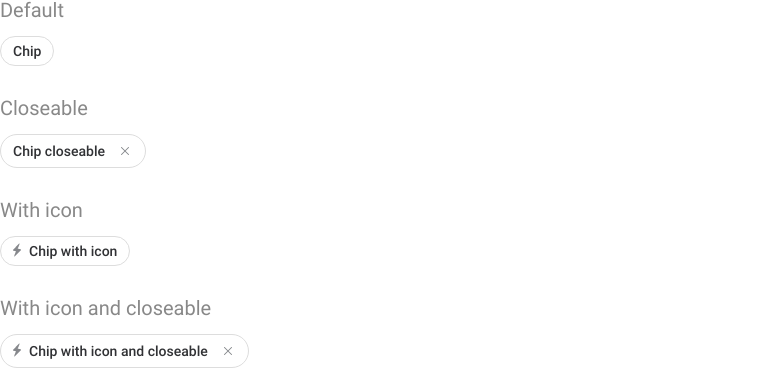 Default
Chip
Closeable
Chip closeable
With icon
Chip with icon
With icon and closeable
Chip with icon and closeable